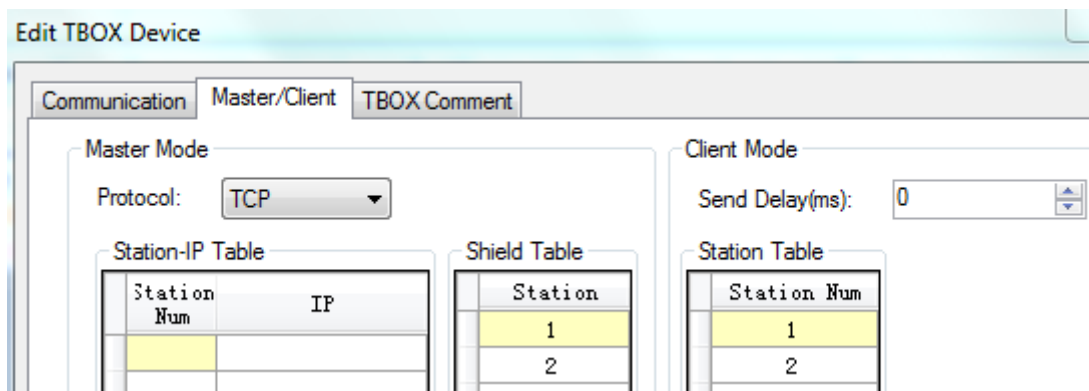 Edit TBOX Device
Communication Master/Client TBOX Comment
Master Mode
Client Mode
Protocol: TCP
Send Delay(ms): 0
Station-IP Table
Shield Table
Station Table
Station Num IP
Station
Station Num
1
1
2
2